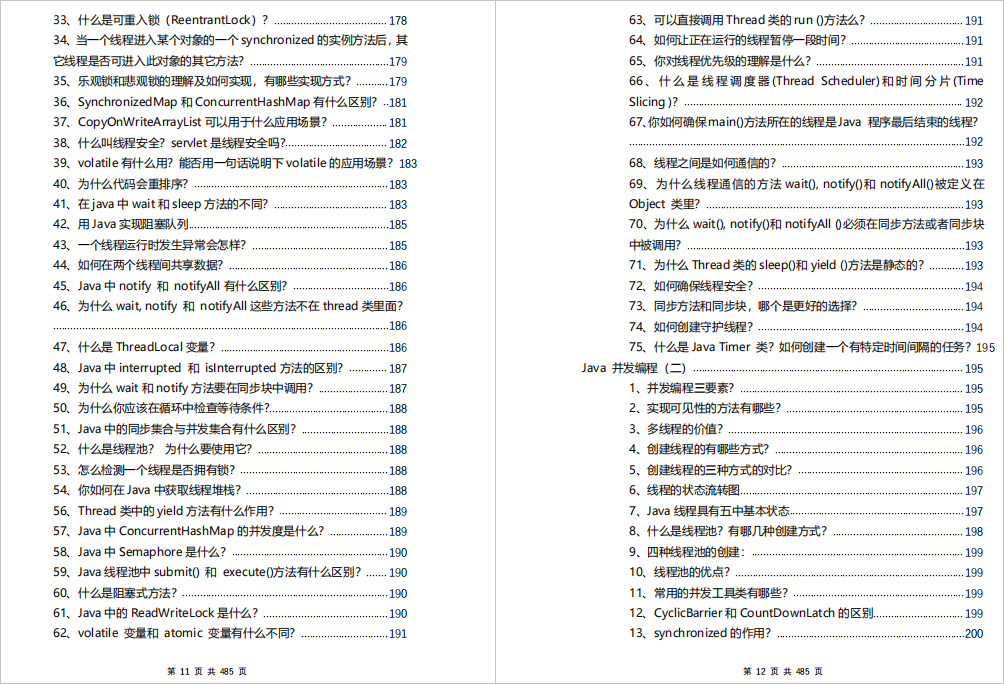 33、什么是可重入锁（ReentrantLock）? ........................................ 178
34、当一个线程进入某个对象的一个 synchronized 的实例方法后，其
它线程是否可进入此对象的其它方法? ........................................ 179
35、乐观锁和悲观锁的理解及如何实现，有哪些实现方式? ............ 179
36、SynchronizedMap 和 ConcurrentHashMap 有什么区别? ..181
37、CopyOnWriteArrayList 可以用于什么应用场景? .................. 181
38、什么叫线程安全? servlet 是线程安全吗?................................ 182
39、volatile 有什么用? 能否用一句话说明下 volatile 的应用场景? 183
40、为什么代码会重排序? .......................................................... 183
41、在 java 中 wait 和 sleep 方法的不同? .................................... 183
42、用 Java 实现阻塞队列............................................................ 185
43、一个线程运行时发生异常会怎样? .......................................... 185
44、如何在两个线程间共享数据? ................................................ 186
45、Java 中 notify 和 notifyAll 有什么区别? ................................ 186
46、为什么 wait, notify 和 notifyAll 这些方法不在 thread 类里面?
.................................................................................................. 186
47、什么是 ThreadLocal 变量? .................................................... 186
48、Java 中 interrupted 和 isInterrupted 方法的区别? ............. 187
49、为什么 wait 和 notify 方法要在同步块中调用? ...................... 187
50、为什么你应该在循环中检查等待条件?.................................... 188
51、Java 中的同步集合与并发集合有什么区别? .......................... 188
52、什么是线程池? 为什么要使用它? .......................................... 188
53、怎么检测一个线程是否拥有锁? ............................................ 188
54、你如何在 Java 中获取线程堆栈? .......................................... 188
56、Thread 类中的 yield 方法有什么作用? .................................. 189
57、Java 中 ConcurrentHashMap 的并发度是什么? .................. 189
58、Java 中 Semaphore 是什么? ................................................ 190
59、Java 线程池中 submit() 和 execute()方法有什么区别? ....... 190
60、什么是阻塞式方法? .............................................................. 190
61、Java 中的 ReadWriteLock 是什么? ...................................... 190
62、volatile 变量和 atomic 变量有什么不同? ............................ 191
第 11 页 共 485 页
63、可以直接调用 Thread 类的 run ()方法么? ............................ 191
64、如何让正在运行的线程暂停一段时间? .................................. 191
65、你对线程优先级的理解是什么? ............................................ 191
66、什么是线程调度器(Thread Scheduler)和时间分片(Time
Slicing )? .................................................................................. 192
67、你如何确保 main()方法所在的线程是 Java 程序最后结束的线程?
.................................................................................................. 192
68、线程之间是如何通信的? ...................................................... 193
69、为什么线程通信的方法 wait(), notify()和 notifyAll()被定义在
Object 类里? ............................................................................ 193
70、为什么 wait(), notify()和 notifyAll ()必须在同步方法或者同步块
中被调用? ................................................................................ 193
71、为什么 Thread 类的 sleep()和 yield ()方法是静态的? .......... 193
72、如何确保线程安全? .............................................................. 194
73、同步方法和同步块，哪个是更好的选择? .............................. 194
74、如何创建守护线程? .............................................................. 194
75、什么是 Java Timer 类? 如何创建一个有特定时间间隔的任务? 195
Java 并发编程（二）................................................................ 195
1、并发编程三要素? .................................................................. 195
2、实现可见性的方法有哪些? .................................................... 195
3、多线程的价值? ...................................................................... 196
4、创建线程的有哪些方式? ........................................................ 196
5、创建线程的三种方式的对比? ................................................ 196
6、线程的状态流转图.................................................................. 197
7、Java 线程具有五中基本状态.................................................. 197
8、什么是线程池? 有哪几种创建方式? ...................................... 198
9、四种线程池的创建： .............................................................. 199
10、线程池的优点? .................................................................... 199
11、常用的并发工具类有哪些? .................................................. 199
12、CyclicBarrier 和 CountDownLatch 的区别.......................... 199
13、synchronized 的作用? ........................................................ 200
第 12 页 共 485 页